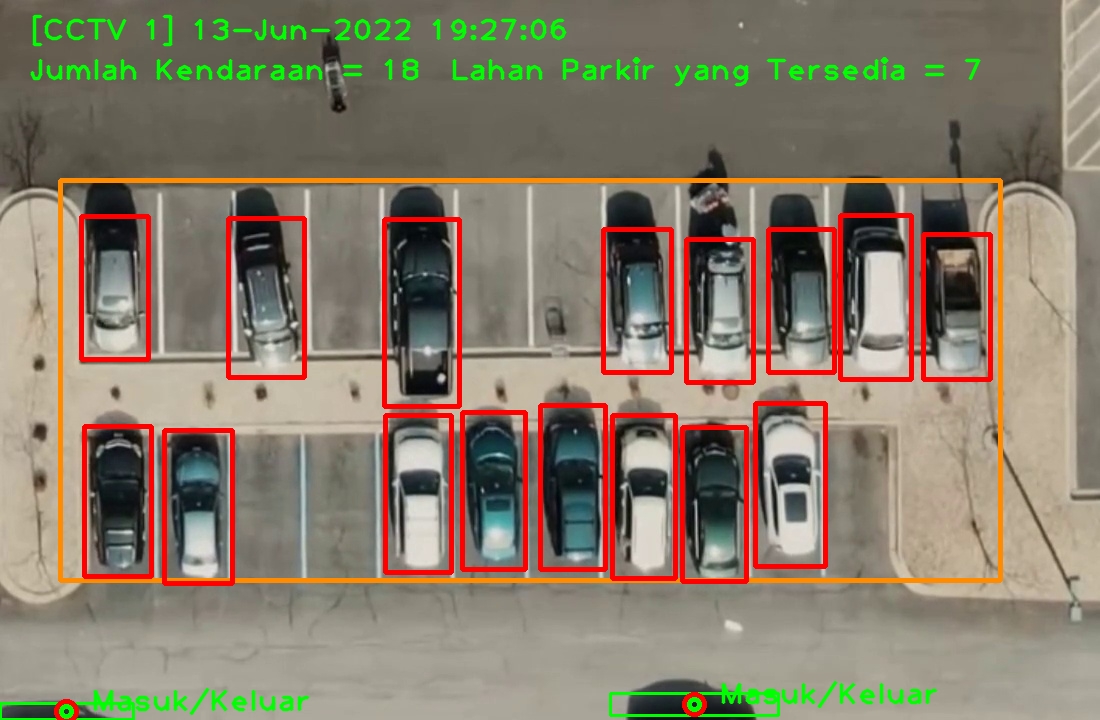 [CCTV 1] 13-Jun-2022 19:27:06
Jumlah Kendaraan = 18 Lahan Parkir yang Tersedia = 7
Masuk/Keluar
Masuk/Keluar